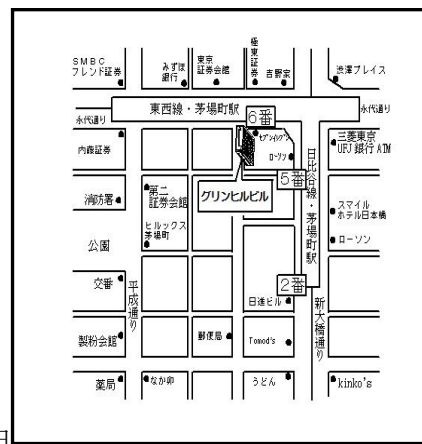 SMBC
フレンド証券
みずほ
銀行
東京
証券会館
極東証券
吉野家
渋澤プレイス
東西線・茅場町駅
永代通り
永代通り
6番
内藤証券
セブンイレブン
ローソン
三菱東京
UFJ銀行ATM
日比谷線・茅場町駅
5番
消防署
第二
証券会館
グリンヒルビル
スマイル
ホテル日本橋
ヒルックス
茅場町
公園
ローソン
交番
2番
平成通り
日進ビル
新大橋通り
製粉会館
郵便局
Tomod's
薬局
なか卯
うどん
kinko's